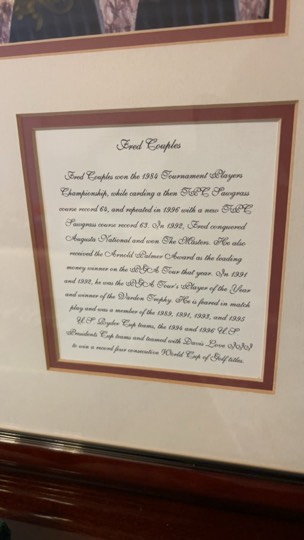 Fred Couples
Fred Couples won the 1984 Tournament Players
Championship, while carding a then TPC Sawgrass
course record 64, and repeated in 1996 with a new TPC
Sawgrass course record 63. In 1992, Fred conquered
Augusta National and won The Masters. He also
received the Arnold Palmer Award as the leading
money winner on the PGA Tour that year. In 1991
and 1992, he was the PGA Tour's Player of the Year
and winner of the Vardon Trophy. He is feared in match
play and was a member of the 1989, 1991, 1993, and 1995
U.S. Ryder Cup teams, the 1994 and 1996 U.S.
Presidents Cup teams and teamed with Davis Love III
to win a record four consecutive World Cup of Golf titles.